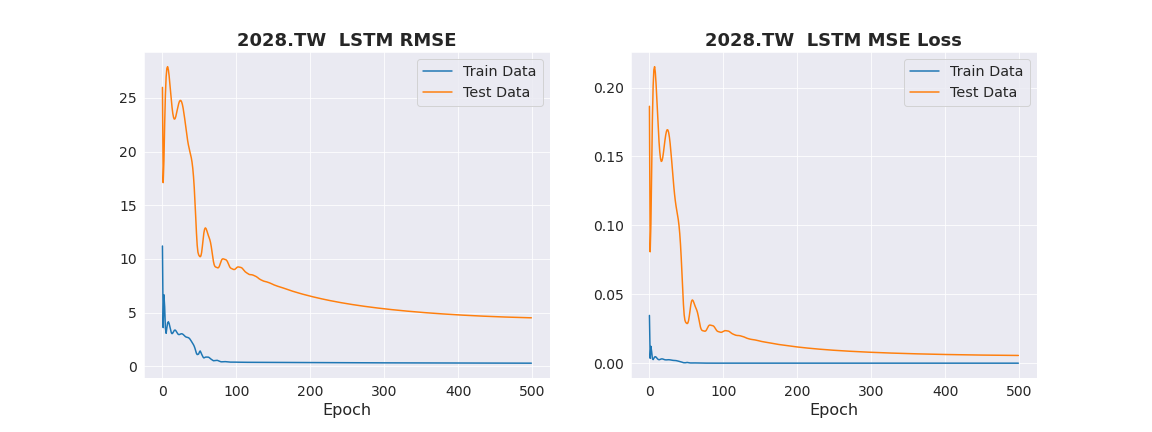 2028.TW  LSTM RMSE
Train Data
Test Data
25
20
15
10
5
0
0 100 200 300 400 500
Epoch
2028.TW  LSTM MSE Loss
Train Data
Test Data
0.20
0.15
0.10
0.05
0.00
0 100 200 300 400 500
Epoch